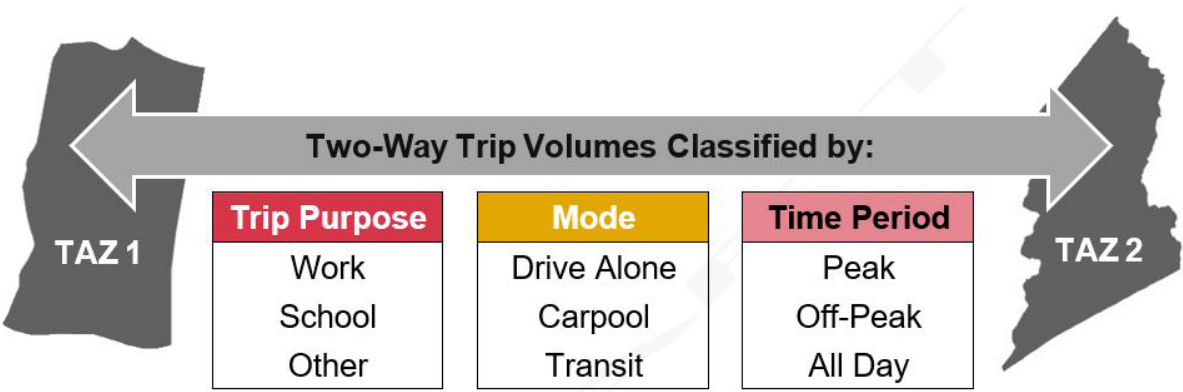 Two-Way Trip Volumes Classified by:
TAZ 1
TAZ 2
Trip Purpose
Work
School
Other
Mode
Drive Alone
Carpool
Transit
Time Period
Peak
Off-Peak
All Day